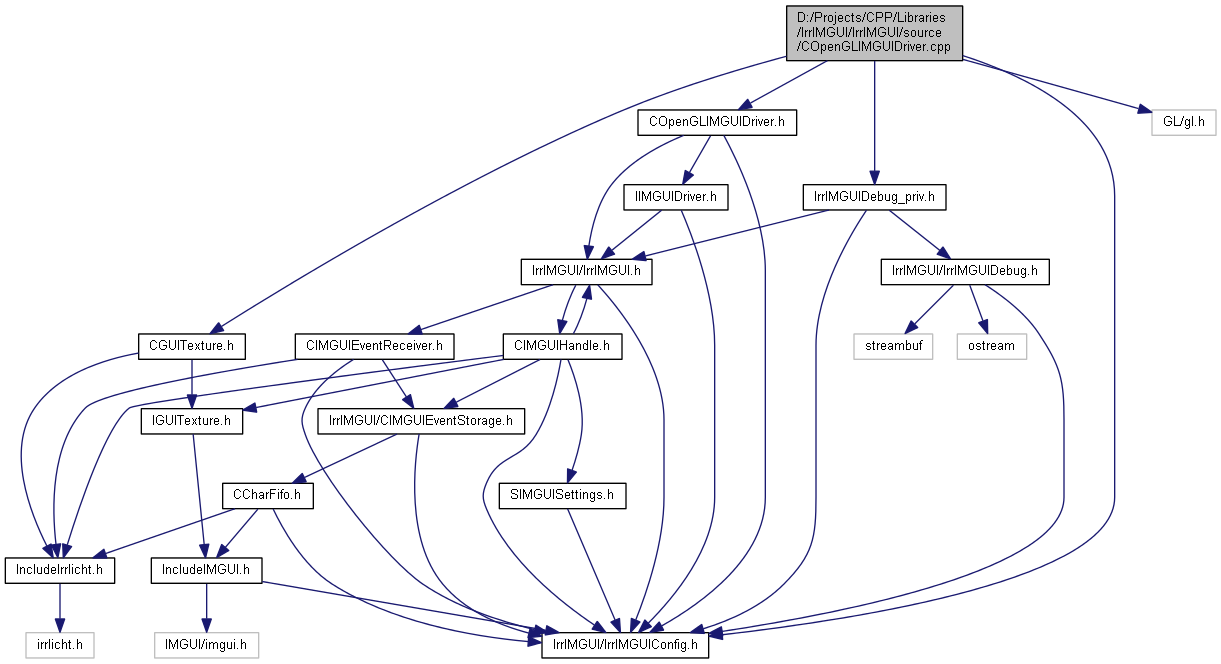 D:/Projects/CPP/Libraries
/IrrIMGUI/IrrIMGUI/source
/COpenGLIMGUIDriver.cpp
COpenGLIMGUIDriver.h
GL/gl.h
IIMGUIDriver.h
IrrIMGUIDebug_priv.h
IrrIMGUI/IrrIMGUI.h
IrrIMGUI/IrrIMGUIDebug.h
CGUITexture.h
CIMGUIEventReceiver.h
CIMGUIHandle.h
streambuf
ostream
IGUITexture.h
IrrIMGUI/CIMGUIEventStorage.h
CCharFifo.h
SIMGUISettings.h
IncludeIrrlicht.h
IncludeIMGUI.h
irrlicht.h
IMGUI/imgui.h
IrrIMGUI/IrrIMGUIConfig.h